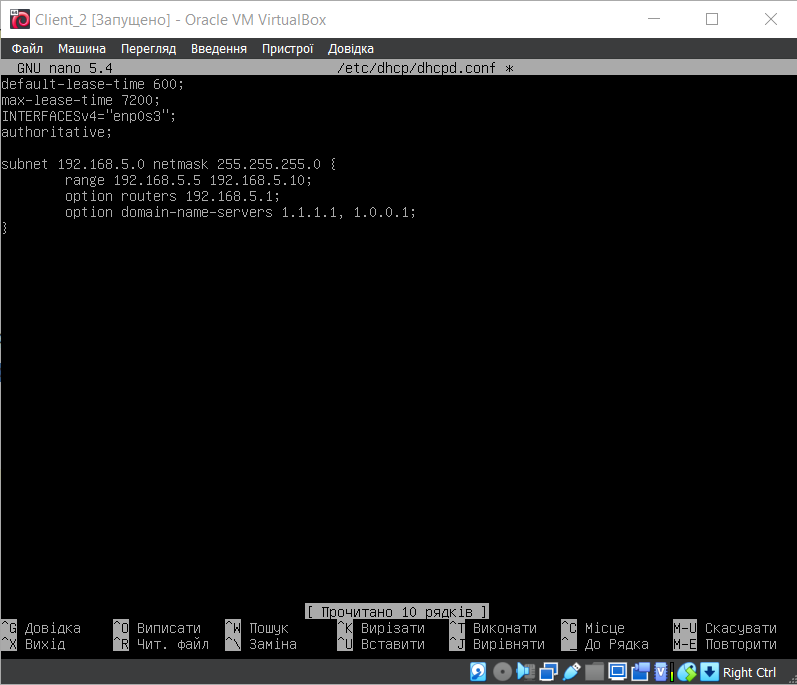 Client_2 [Запущено] - Oracle VM VirtualBox
Файл Машина Перегляд Введення Пристрої Довідка
GNU nano 5.4 /etc/dhcp/dhcpd.conf *
default-lease-time 600;
max-lease-time 7200;
INTERFACESv4="enp0s3";
authoritative;
subnet 192.168.5.0 netmask 255.255.255.0 {
range 192.168.5.5 192.168.5.10;
option routers 192.168.5.1;
option domain-name-servers 1.1.1.1, 1.0.0.1;
}
[ Прочитано 10 рядків ]
^G Довідка ^O Виписати ^W Пошук ^K Вирізати ^T Виконати ^C Місце M-U Скасувати
^X Вихід ^R Чит. файл ^\ Заміна ^U Вставити ^J Вирівняти ^_ До Рядка M-E Повторити
Right Ctrl